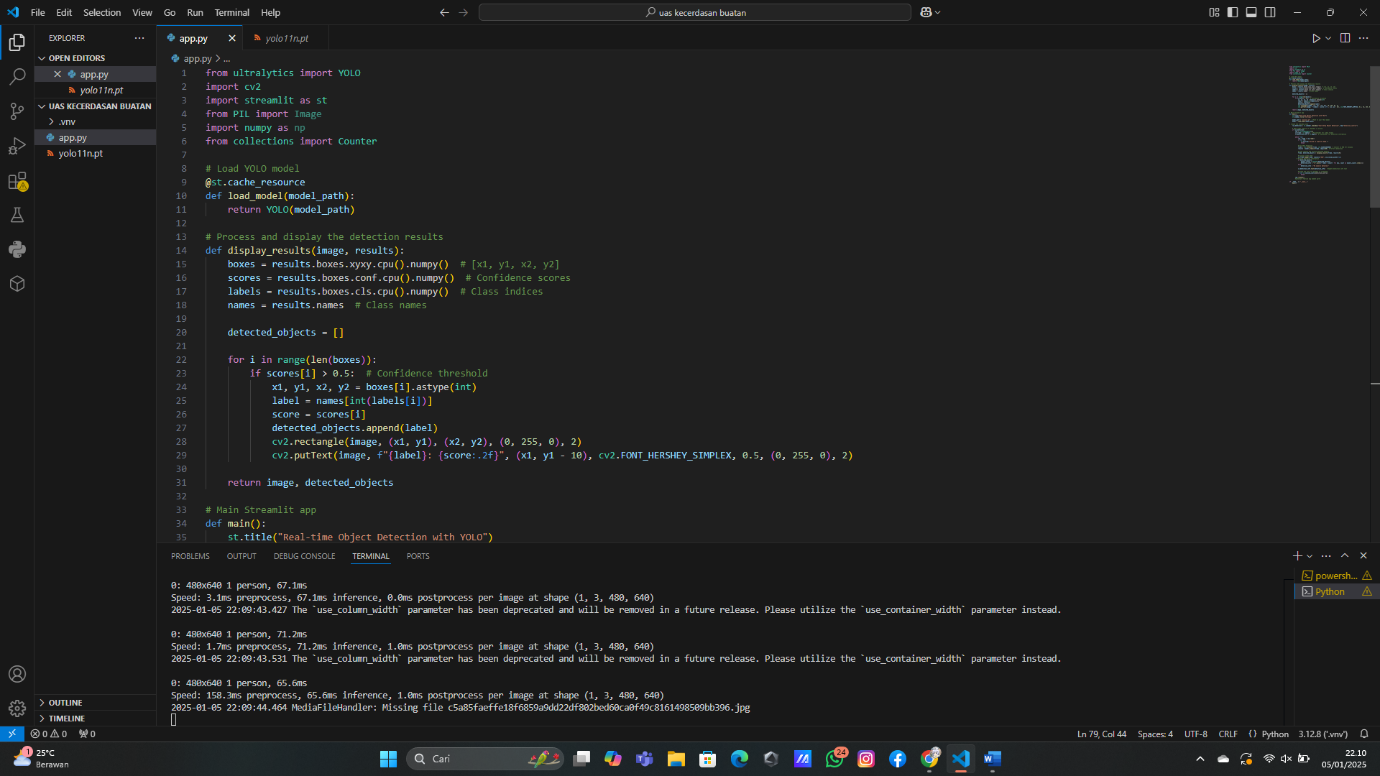 File Edit Selection View Go Run Terminal Help
uas kecerdasan buatan
EXPLORER
OPEN EDITORS
app.py
yolo11n.pt
UAS KECERDASAN BUATAN
.vnv
app.py
yolo11n.pt
OUTLINE
TIMELINE
app.py
yolo11n.pt
app.py > ...
1 from ultralytics import YOLO
2 import cv2
3 import streamlit as st
4 from PIL import Image
5 import numpy as np
6 from collections import Counter
7
8 # Load YOLO model
9 @st.cache_resource
10 def load_model(model_path):
11 return YOLO(model_path)
12
13 # Process and display the detection results
14 def display_results(image, results):
15 boxes = results.boxes.xyxy.cpu().numpy() # [x1, y1, x2, y2]
16 scores = results.boxes.conf.cpu().numpy() # Confidence scores
17 labels = results.boxes.cls.cpu().numpy() # Class indices
18 names = results.names # Class names
19
20 detected_objects = []
21
22 for i in range(len(boxes)):
23 if scores[i] > 0.5: # Confidence threshold
24 x1, y1, x2, y2 = boxes[i].astype(int)
25 label = names[int(labels[i])]
26 score = scores[i]
27 detected_objects.append(label)
28 cv2.rectangle(image, (x1, y1), (x2, y2), (0, 255, 0), 2)
29 cv2.putText(image, f"{label}: {score:.2f}", (x1, y1 - 10), cv2.FONT_HERSHEY_SIMPLEX, 0.5, (0, 255, 0), 2)
30
31 return image, detected_objects
32
33 # Main Streamlit app
34 def main():
35 st.title("Real-time Object Detection with YOLO")
PROBLEMS OUTPUT DEBUG CONSOLE TERMINAL PORTS
0: 480x640 1 person, 67.1ms
Speed: 3.1ms preprocess, 67.1ms inference, 0.0ms postprocess per image at shape (1, 3, 480, 640)
2025-01-05 22:09:43.427 The `use_column_width` parameter has been deprecated and will be removed in a future release. Please utilize the `use_container_width` parameter instead.
0: 480x640 1 person, 71.2ms
Speed: 1.7ms preprocess, 71.2ms inference, 1.0ms postprocess per image at shape (1, 3, 480, 640)
2025-01-05 22:09:43.531 The `use_column_width` parameter has been deprecated and will be removed in a future release. Please utilize the `use_container_width` parameter instead.
0: 480x640 1 person, 65.6ms
Speed: 158.3ms preprocess, 65.6ms inference, 1.0ms postprocess per image at shape (1, 3, 480, 640)
2025-01-05 22:09:44.464 MediaFileHandler: Missing file c5a85faeffe18f6859a9dd22df802bed60ca0f49c8161498509bb396.jpg
powersh...
Python
0 0 0
Ln 79, Col 44 Spaces: 4 UTF-8 CRLF Python 3.12.8 ('.vnv')
1
25°C
Berawan
Cari
24
22.10
05/01/2025